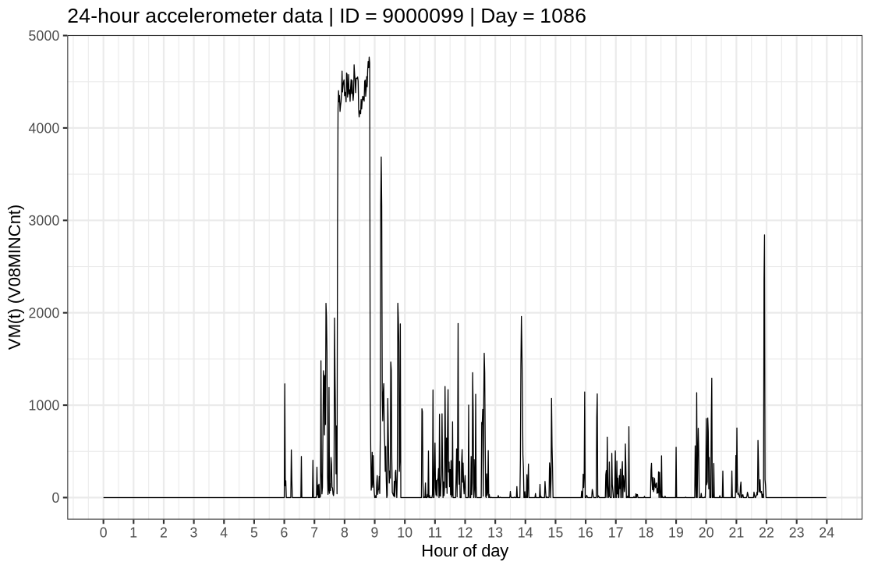 24-hour accelerometer data | ID = 9000099 | Day = 1086
5000
4000
3000
2000
1000
0
VM(t) (V08MINCnt)
0 1 2 3 4 5 6 7 8 9 10 11 12 13 14 15 16 17 18 19 20 21 22 23 24
Hour of day